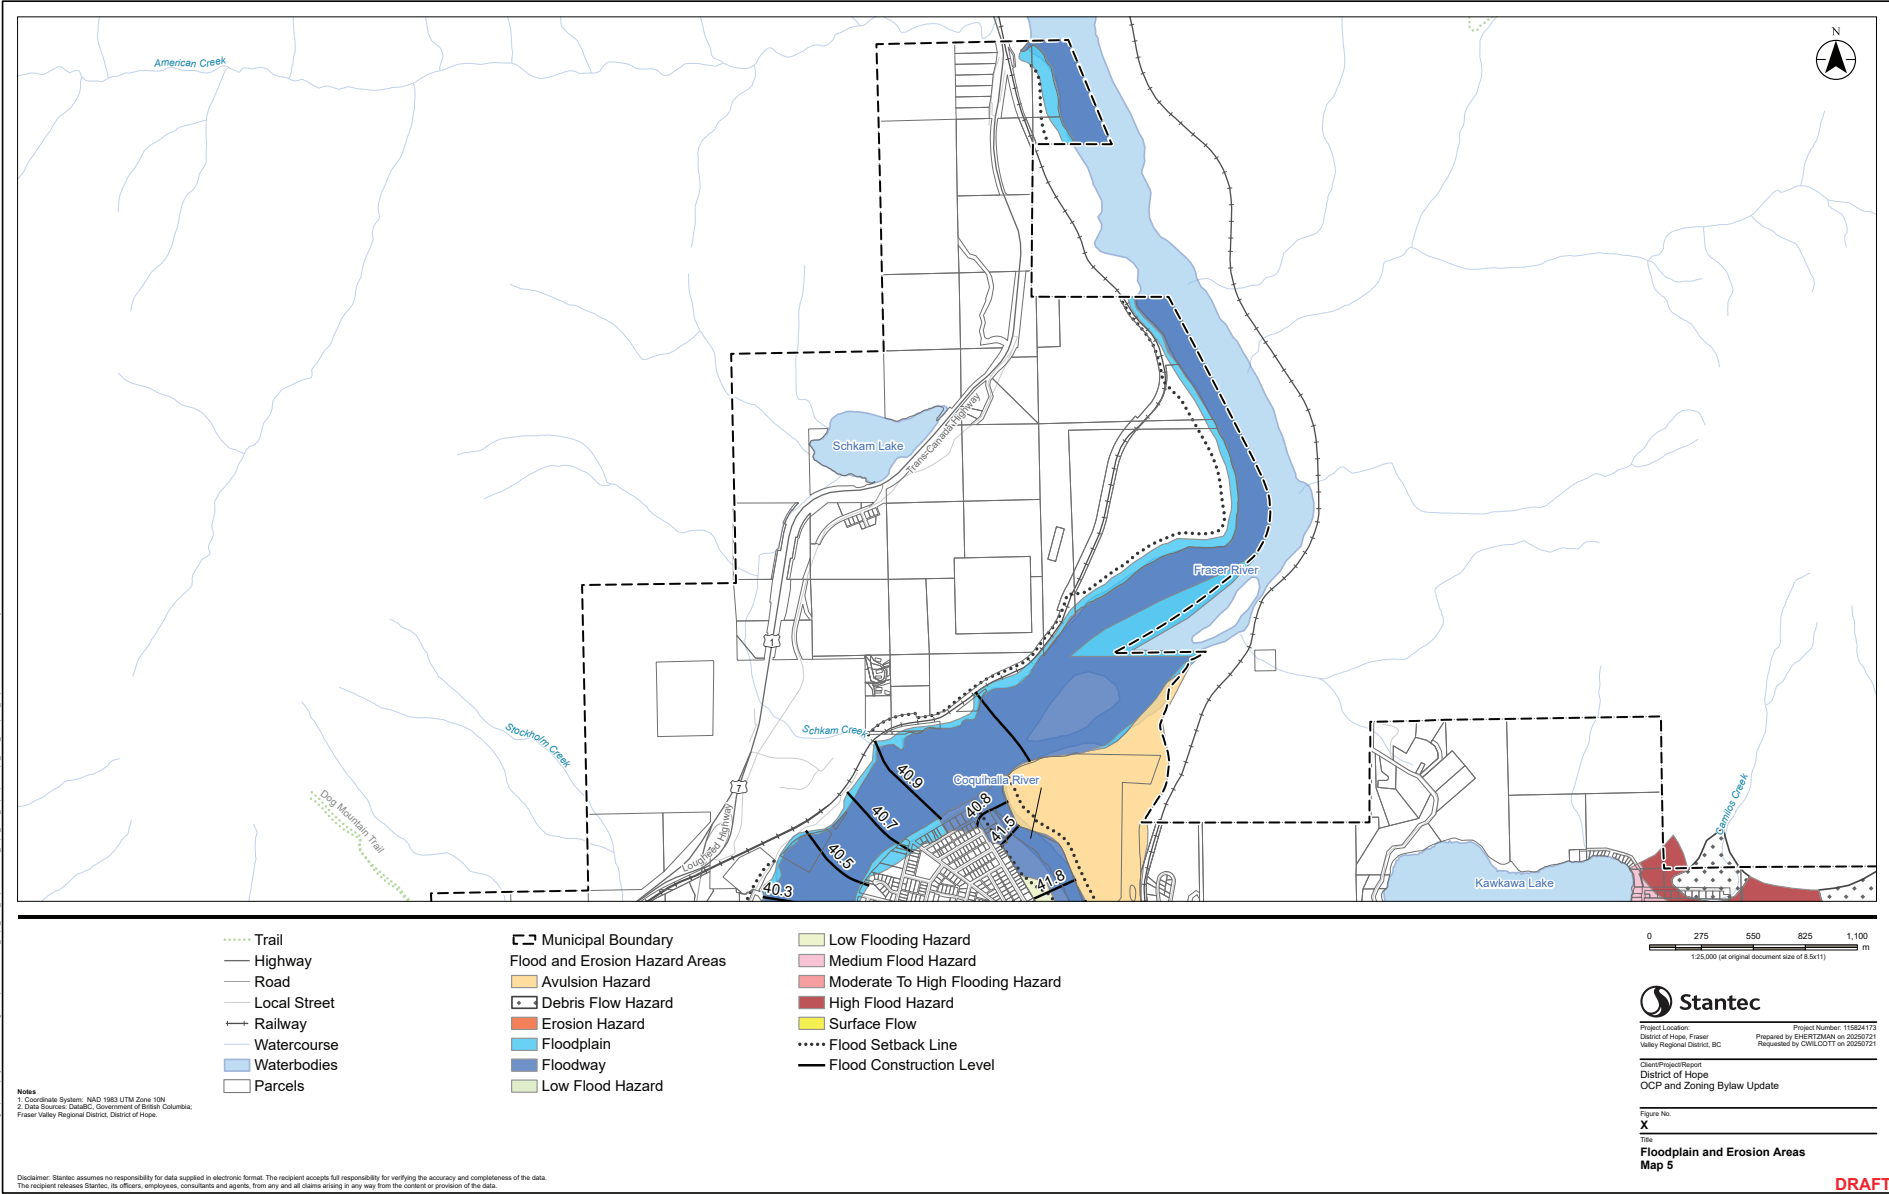 N
American Creek
Schkam Lake
Trans-Canada Highway
Fraser River
1
Schkam Creek
Stockholm Creek
Coquihalla River
40.9
40.8
7
40.7
41.5
Dog Mountain Trail
Lougheed Highway
40.5
Samilos Creek
41.8
40.3
Kawkawa Lake
Trail
Highway
Road
Local Street
Railway
Watercourse
Waterbodies
Parcels
Municipal Boundary
Flood and Erosion Hazard Areas
Avulsion Hazard
Debris Flow Hazard
Erosion Hazard
Floodplain
Floodway
Low Flood Hazard
Low Flooding Hazard
Medium Flood Hazard
Moderate To High Flooding Hazard
High Flood Hazard
Surface Flow
Flood Setback Line
Flood Construction Level
0 275 550 825 1,100
m
1:25,000 (at original document size of 8.5x11)
Stantec
Project Location:
District of Hope, Fraser
Valley Regional District, BC
Project Number: 115824173
Prepared by EHERTZMAN on 20250721
Requested by CWILCOTT on 20250721
Client/Project/Report
District of Hope
OCP and Zoning Bylaw Update
Figure No.
X
Title
Floodplain and Erosion Areas
Map 5
Notes
1. Coordinate System: NAD 1983 UTM Zone 10N
2. Data Sources: DataBC, Government of British Columbia;
Fraser Valley Regional District, District of Hope.
Disclaimer: Stantec assumes no responsibility for data supplied in electronic format. The recipient accepts full responsibility for verifying the accuracy and completeness of the data.
The recipient releases Stantec, its officers, employees, consultants and agents, from any and all claims arising in any way from the content or provision of the data.
DRAFT